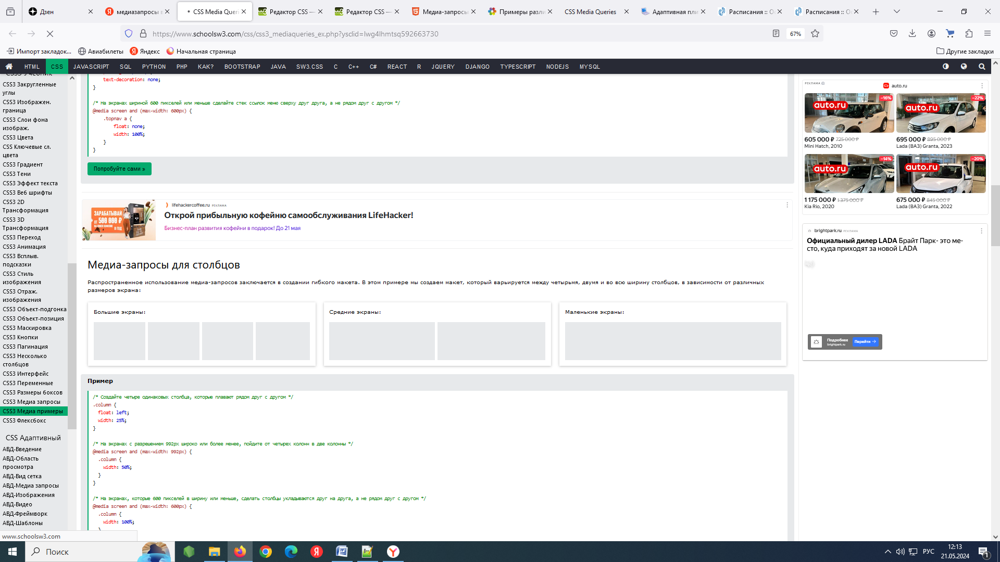 Дзен
медиазапросы в
CSS Media Queri
Редактор CSS —
Редактор CSS —
Медиа-запросы
Примеры разли
CSS Media Queries
Адаптивная пли
Расписания :: О
Расписания :: О
https://www.schoolsw3.com/css/css3_mediaqueries_ex.php?ysclid=lwg4lhmtsq592663730
67%
Импорт закладок...
Авиабилеты
Яндекс
Начальная страница
Другие закладки
HTML CSS JAVASCRIPT SQL PYTHON PHP КАК? BOOTSTRAP JAVA SW3.CSS C C++ C# REACT R JQUERY DJANGO TYPESCRIPT NODEJS MYSQL
CSS3 Учебник
CSS3 Закругленные
углы
CSS3 Изображен.
граница
CSS3 Слои фона
изображ.
CSS3 Цвета
CSS Ключевые сл.
цвета
CSS3 Градиент
CSS3 Тени
CSS3 Эффект текста
CSS3 Веб шрифты
CSS3 2D
Трансформация
CSS3 3D
Трансформация
CSS3 Переход
CSS3 Анимация
CSS3 Всплыв.
подсказки
CSS3 Стиль
изображения
CSS3 Отраж.
изображения
CSS3 Объект-подгонка
CSS3 Объект-позиция
CSS3 Маскировка
CSS3 Кнопки
CSS3 Пагинация
CSS3 Несколько
столбцов
CSS3 Интерфейс
CSS3 Переменные
CSS3 Размеры боксов
CSS3 Медиа запросы
CSS3 Медиа примеры
CSS3 Флексбокс
CSS Адаптивный
АВД-Введение
АВД-Область
просмотра
АВД-Вид сетка
АВД-Медиа запросы
АВД-Изображения
АВД-Видео
АВД-Фреймворк
АВД-Шаблоны
www.schoolsw3.com
text-decoration: none;
}
/* На экранах шириной 600 пикселей или меньше сделайте стек ссылок меню сверху друг друга, а не рядом друг с другом */
@media screen and (max-width: 600px) {
.topnav a {
float: none;
width: 100%;
}
}
Попробуйте сами »
ЗАРАБАТЫВАЙ
от 500 000 ₽
В ГОД
lifehackercoffee.ru РЕКЛАМА
Открой прибыльную кофейню самообслуживания LifeHacker!
Бизнес-план развития кофейни в подарок! До 21 мая
Медиа-запросы для столбцов
Распространенное использование медиа-запросов заключается в создании гибкого макета. В этом примере мы создаем макет, который варьируется между четырьмя, двумя и во всю ширину столбцов, в зависимости от различных
размеров экрана:
Большие экраны:
Средние экраны:
Маленькие экраны:
Пример
/* Создайте четыре одинаковых столбца, которые плавают рядом друг с другом */
.column {
float: left;
width: 25%;
}
/* На экранах с разрешением 992px широко или более менее, пойдите от четырех колонн в две колонны */
@media screen and (max-width: 992px) {
.column {
width: 50%;
}
}
/* На экранах, которые 600 пикселей в ширину или меньше, сделать столбцы укладываются друг на друга, а не рядом друг с другом */
@media screen and (max-width: 600px) {
.column {
width: 100%;
}
РЕКЛАМА
auto.ru
–16%
auto.ru
–22%
auto.ru
605 000 ₽ 725 000 ₽
Mini Hatch, 2010
695 000 ₽ 895 000 ₽
Lada (ВАЗ) Granta, 2023
–14%
auto.ru
–20%
auto.ru
1 175 000 ₽ 1 375 000 ₽
Kia Rio, 2020
675 000 ₽ 845 000 ₽
Lada (ВАЗ) Granta, 2022
brightpark.ru РЕКЛАМА
Официальный дилер LADA Брайт Парк- это ме-
сто, куда приходят за новой LADA
Подробнее
brightpark.ru
Перейти
Поиск
РУС
12:13
21.05.2024
1